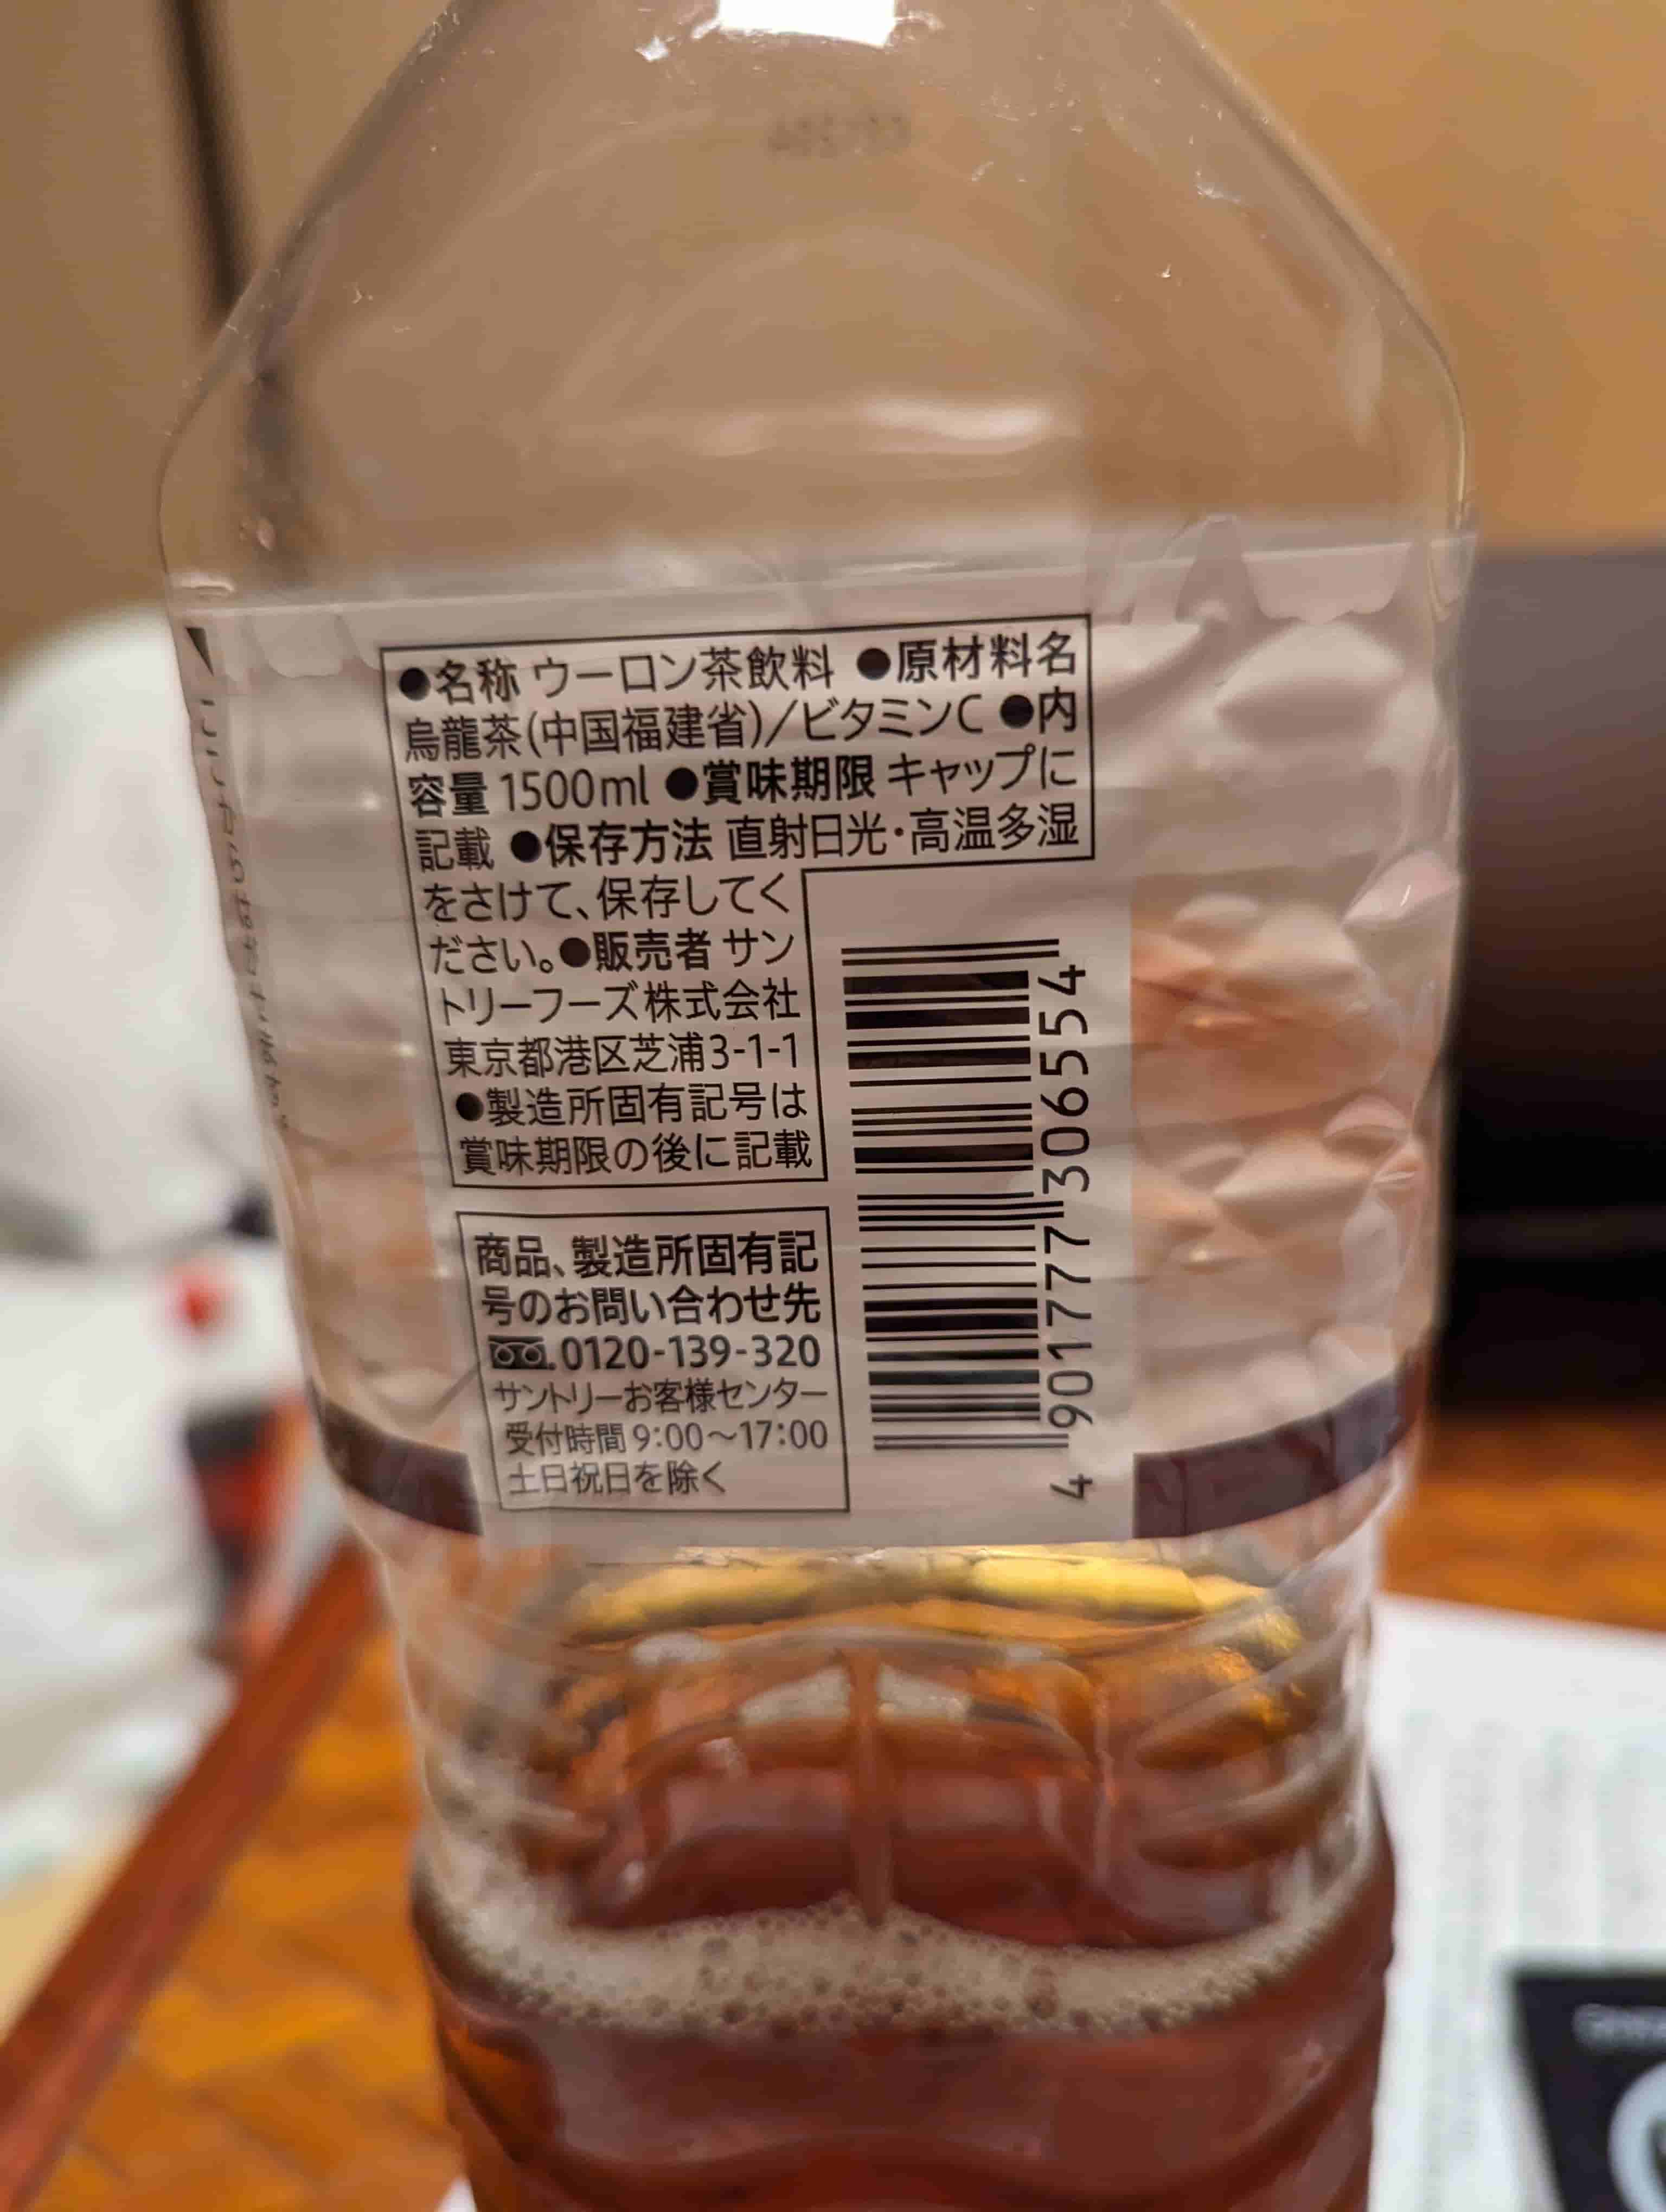 ●名称 ウーロン茶飲料 ●原材料名
烏龍茶(中国福建省)/ビタミンC ●内
容量 1500ml ●賞味期限 キャップに
記載 ●保存方法 直射日光・高温多湿
をさけて、保存してく
ださい。●販売者 サン
トリーフーズ株式会社
東京都港区芝浦3-1-1
●製造所固有記号は
賞味期限の後に記載
商品、製造所固有記
号のお問い合わせ先
0120-139-320
サントリーお客様センター
受付時間 9:00～17:00
土日祝日を除く
4 901777 306554
ここからはがせます